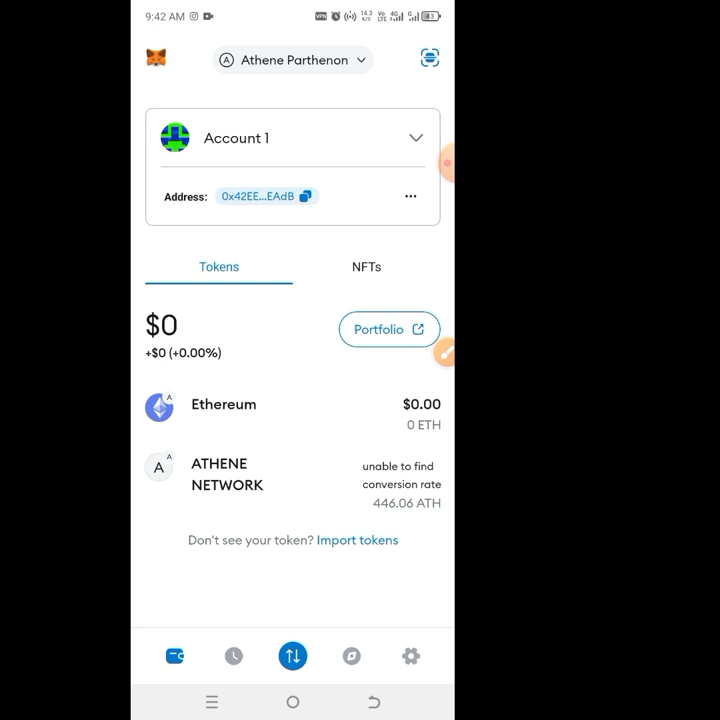 9:42 AM
Athene Parthenon
Account 1
Address: 0x42EE...EAdB
Tokens NFTs
$0
+$0 (+0.00%)
Portfolio
Ethereum $0.00
0 ETH
A ATHENE NETWORK
unable to find
conversion rate
446.06 ATH
Don't see your token? Import tokens